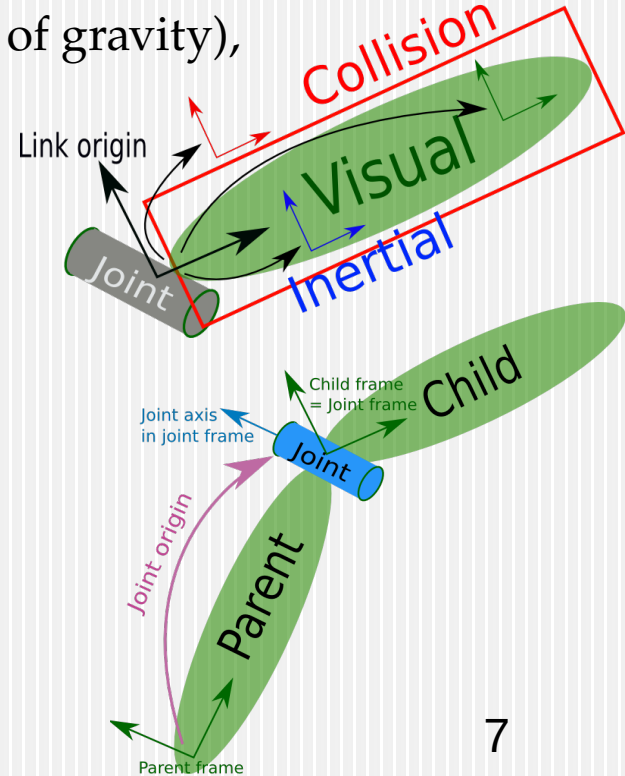 of gravity),
Collision
Link origin
Visual
Joint
Inertial
Child frame
= Joint frame
Child
Joint axis
in joint frame
Joint
Joint origin
Parent
Parent frame
7